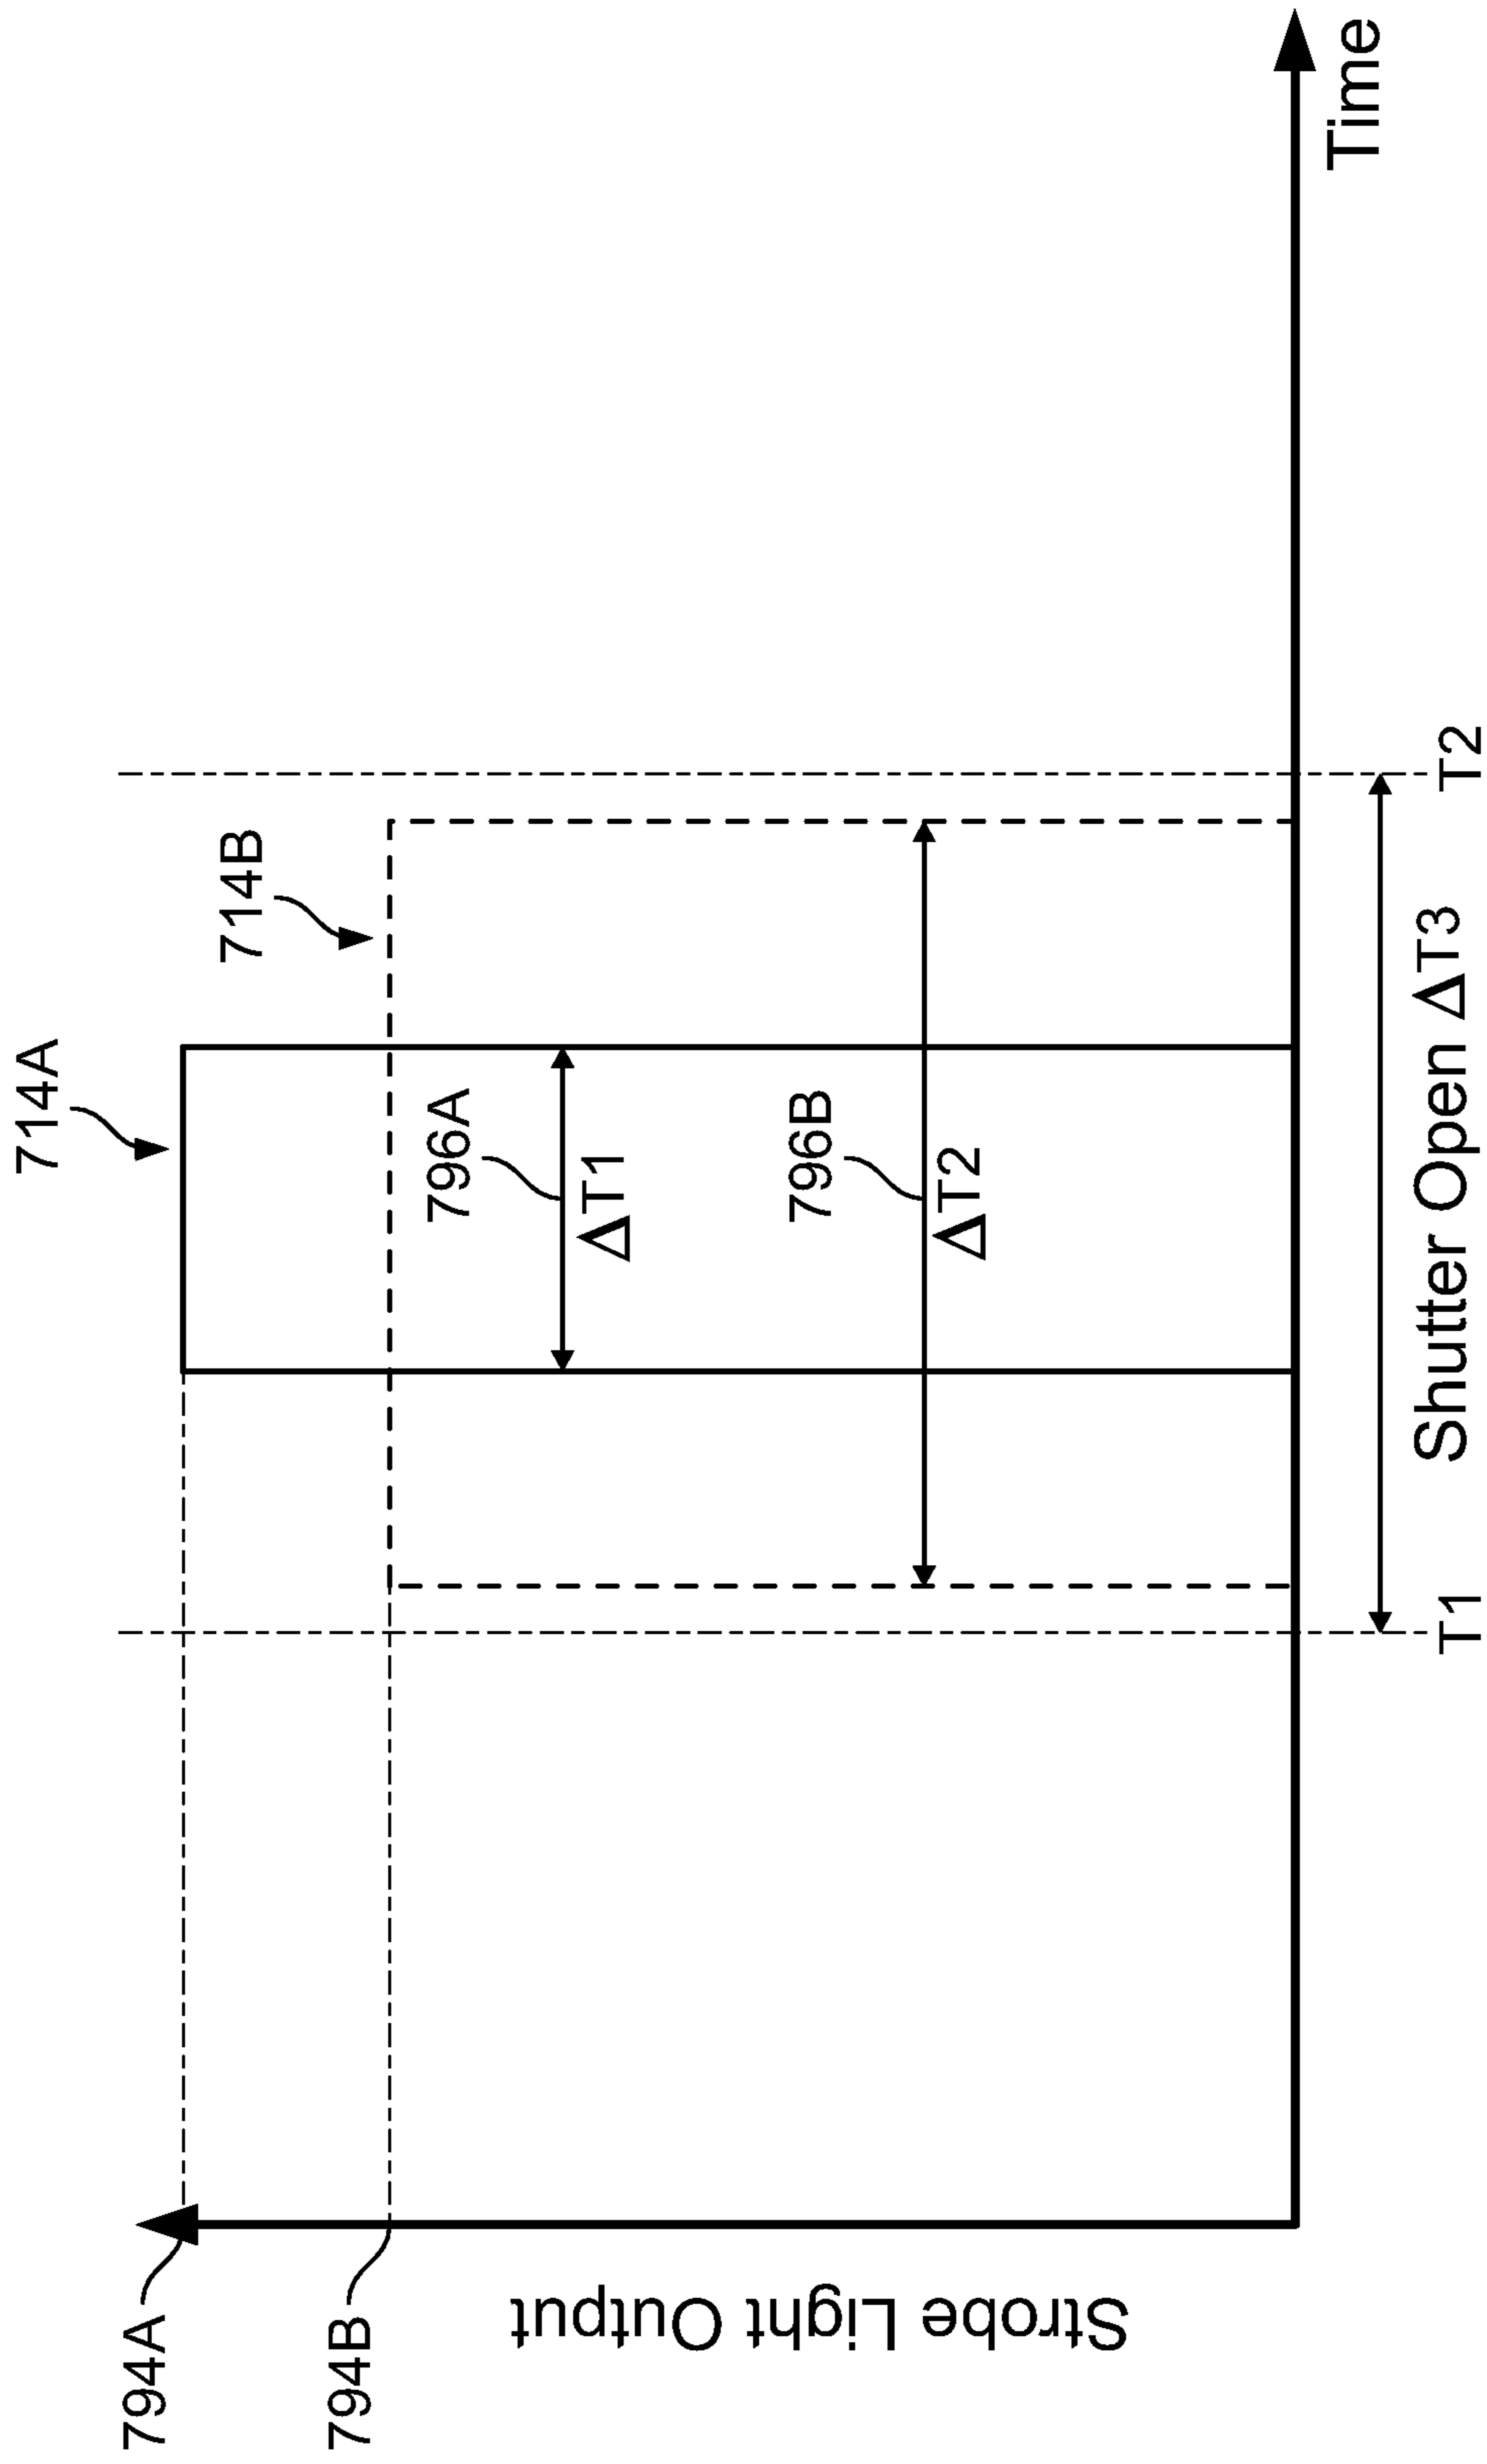 714A
794A
714B
794B
796A
ΔT1
796B
ΔT2
Strobe Light Output
Time
T1
Shutter Open ΔT3
T2